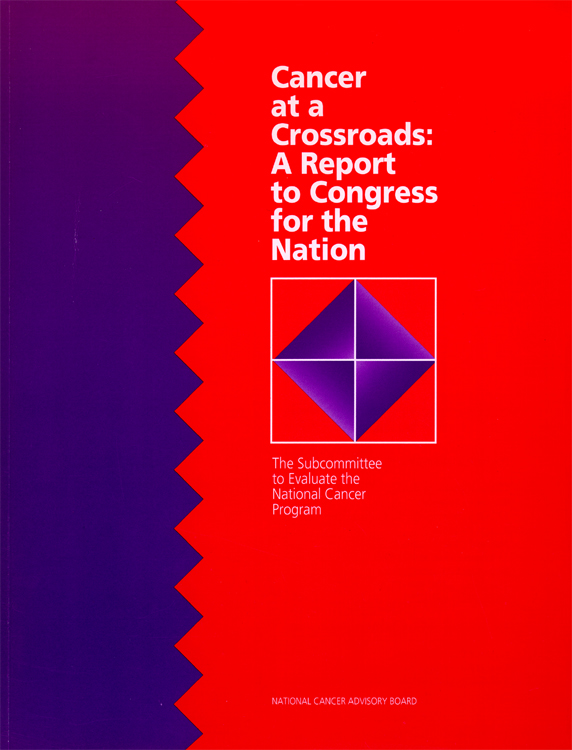 Cancer
at a
Crossroads:
A Report
to Congress
for the
Nation
The Subcommittee
to Evaluate the
National Cancer
Program
NATIONAL CANCER ADVISORY BOARD